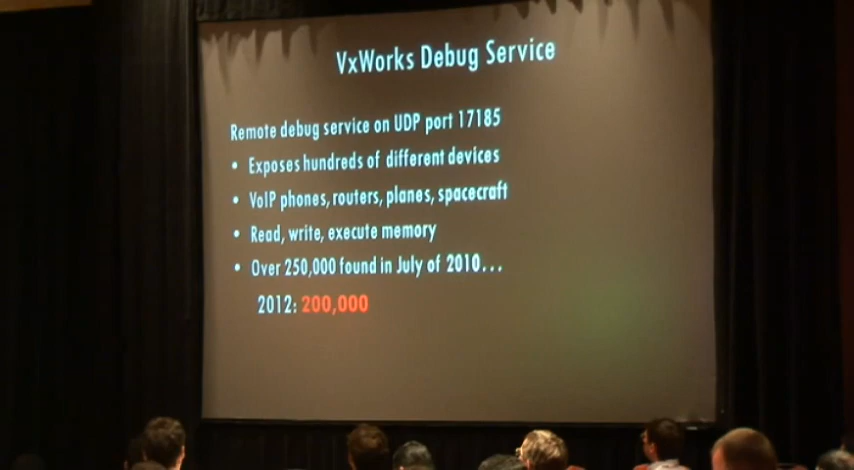 VxWorks Debug Service
Remote debug service on UDP port 17185
• Exposes hundreds of different devices
• VoIP phones, routers, planes, spacecraft
• Read, write, execute memory
• Over 250,000 found in July of 2010...
2012: 200,000